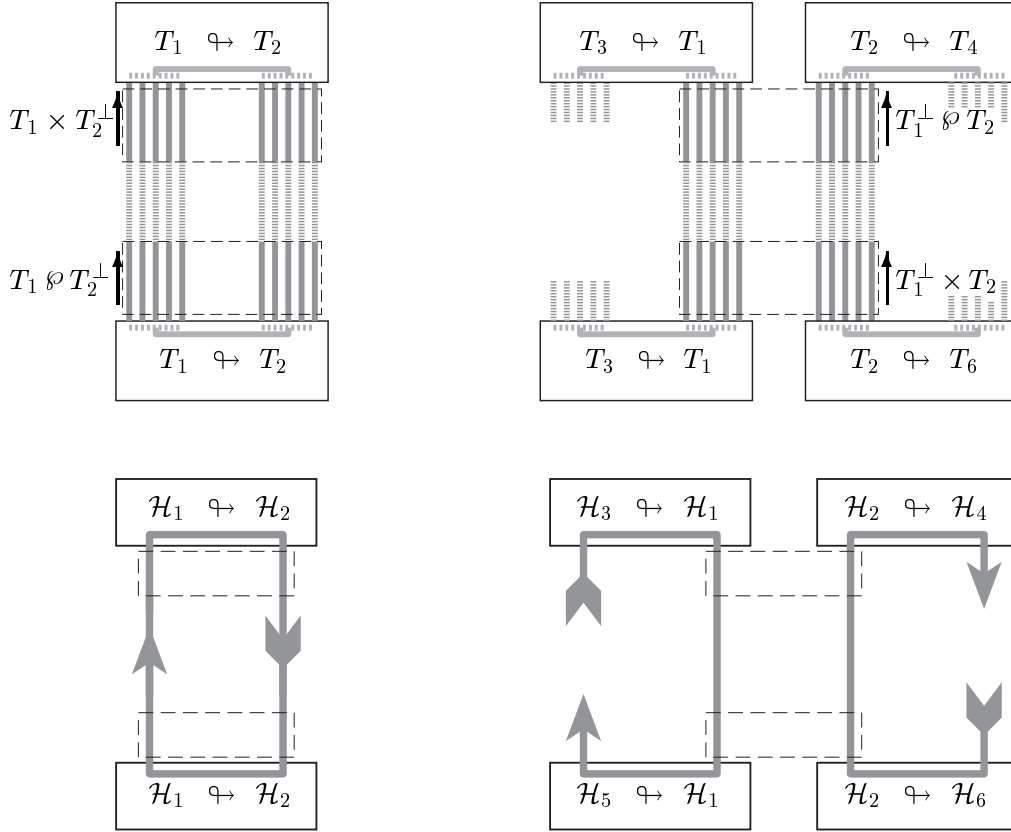 T₁ ↬ T₂ T₃ ↬ T₁ T₂ ↬ T₄
T₁ × T₂^⊥ T₁^⊥ ℘ T₂
T₁ ℘ T₂^⊥ T₁^⊥ × T₂
T₁ ↬ T₂ T₃ ↬ T₁ T₂ ↬ T₆
ℋ₁ ↬ ℋ₂ ℋ₃ ↬ ℋ₁ ℋ₂ ↬ ℋ₄
ℋ₁ ↬ ℋ₂ ℋ₅ ↬ ℋ₁ ℋ₂ ↬ ℋ₆